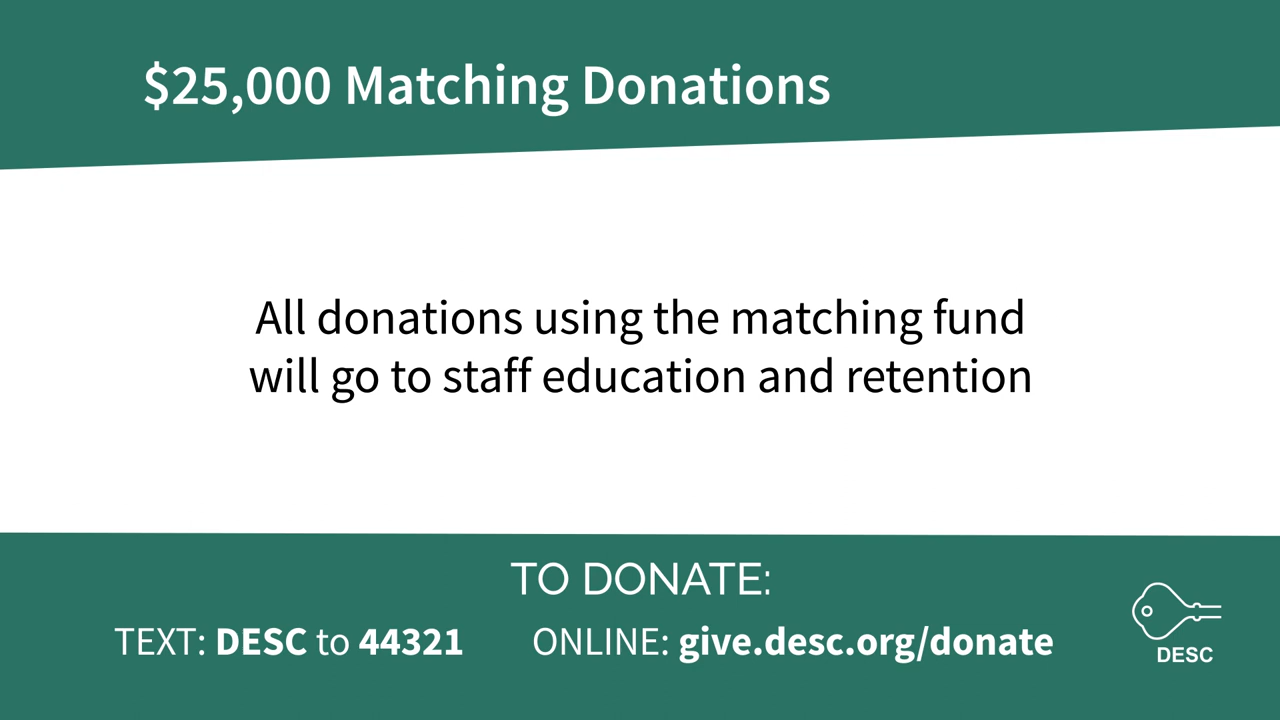 $25,000 Matching Donations
All donations using the matching fund
will go to staff education and retention
TO DONATE:
TEXT: DESC to 44321
ONLINE: give.desc.org/donate
DESC